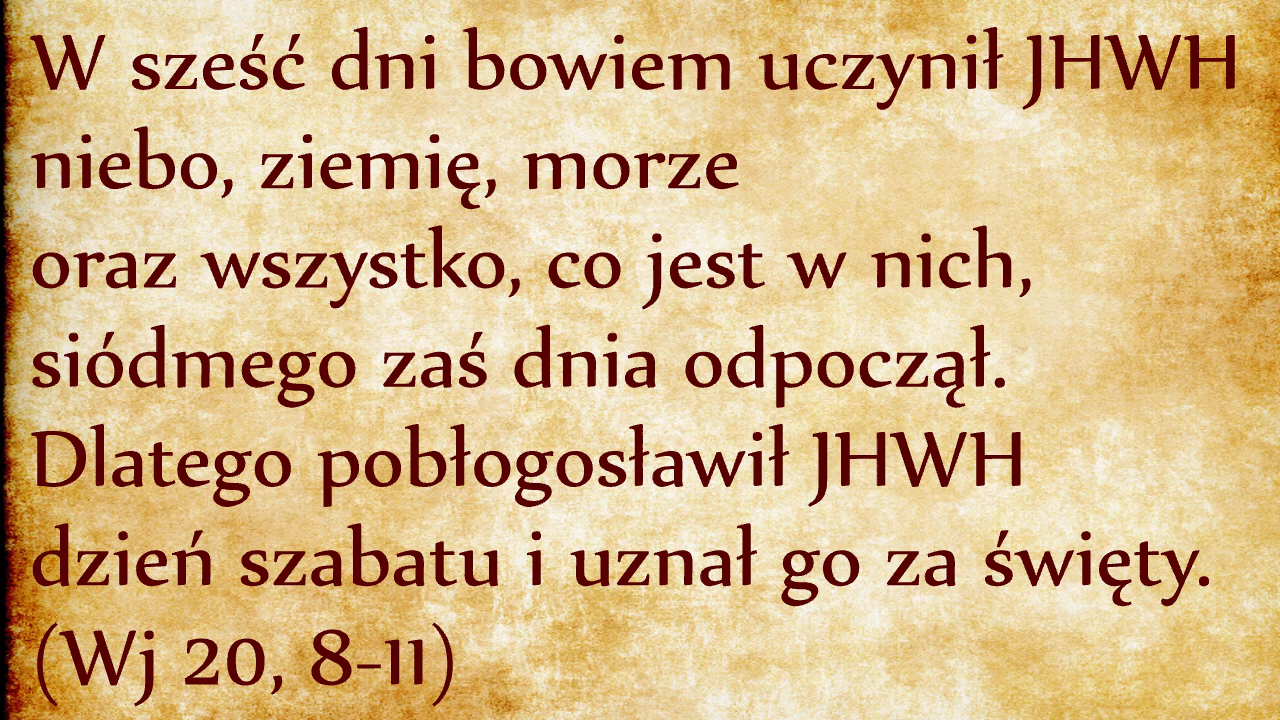 W sześć dni bowiem uczynił JHWH
niebo, ziemię, morze
oraz wszystko, co jest w nich,
siódmego zaś dnia odpoczął.
Dlatego pobłogosławił JHWH
dzień szabatu i uznał go za święty.
(Wj 20, 8-11)